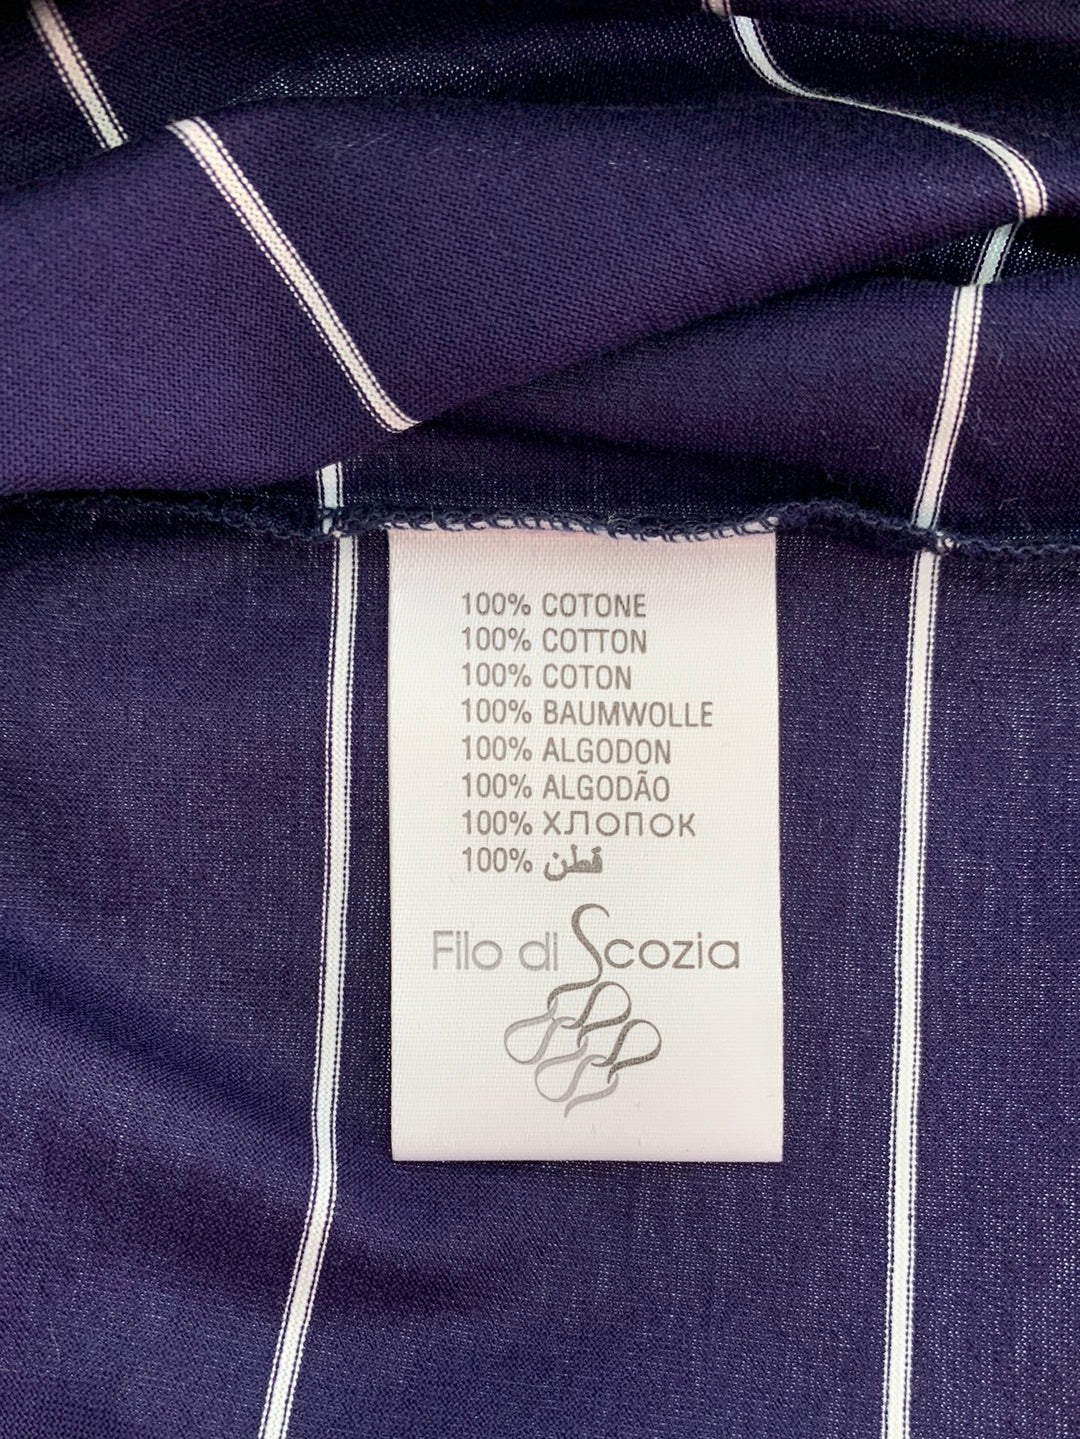 100% COTONE
100% COTTON
100% COTON
100% BAUMWOLLE
100% ALGODON
100% ALGODÃO
100% ХЛОПОК
100% قطن
Filo di Scozia